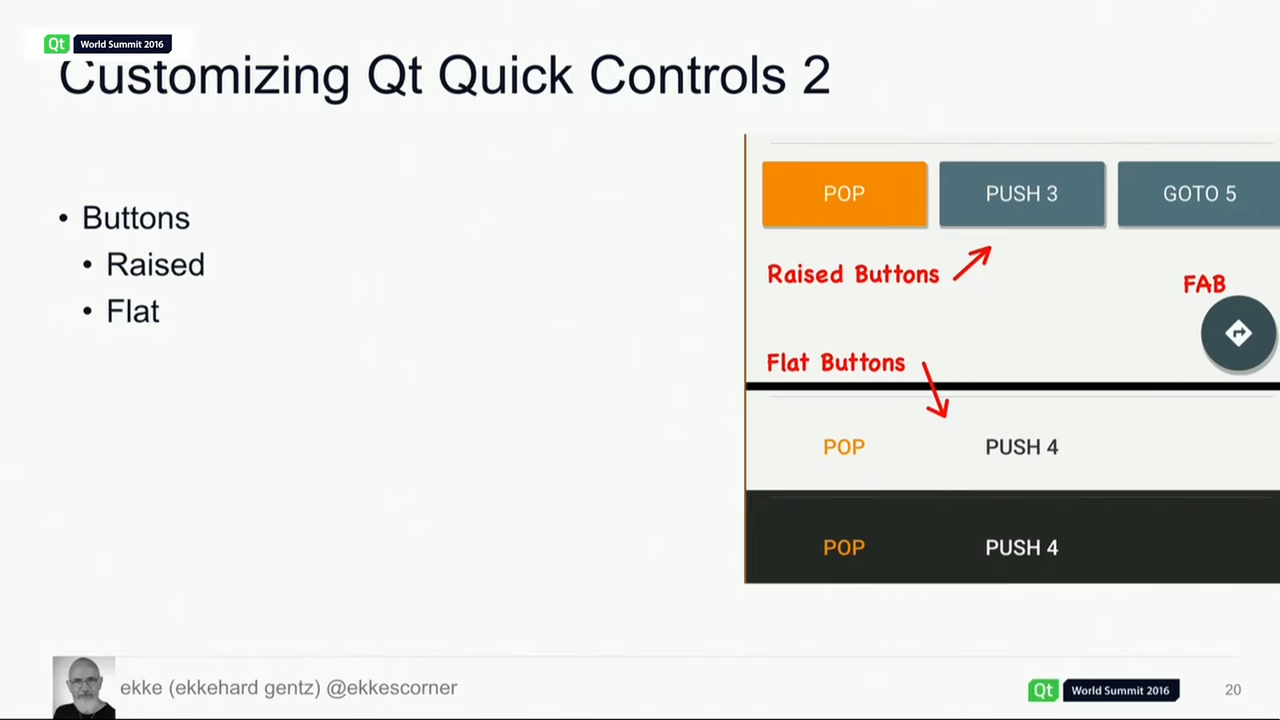 Qt World Summit 2016
Customizing Qt Quick Controls 2
• Buttons
• Raised
• Flat
POP PUSH 3 GOTO 5
Raised Buttons
FAB
Flat Buttons
POP PUSH 4
POP PUSH 4
ekke (ekkehard gentz) @ekkescorner
Qt World Summit 2016
20